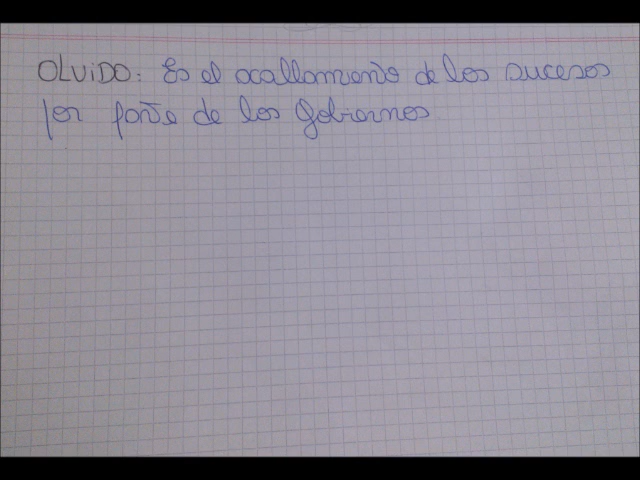 OLVIDO: Es el acallamiento de los sucesos
por parte de los Gobiernos